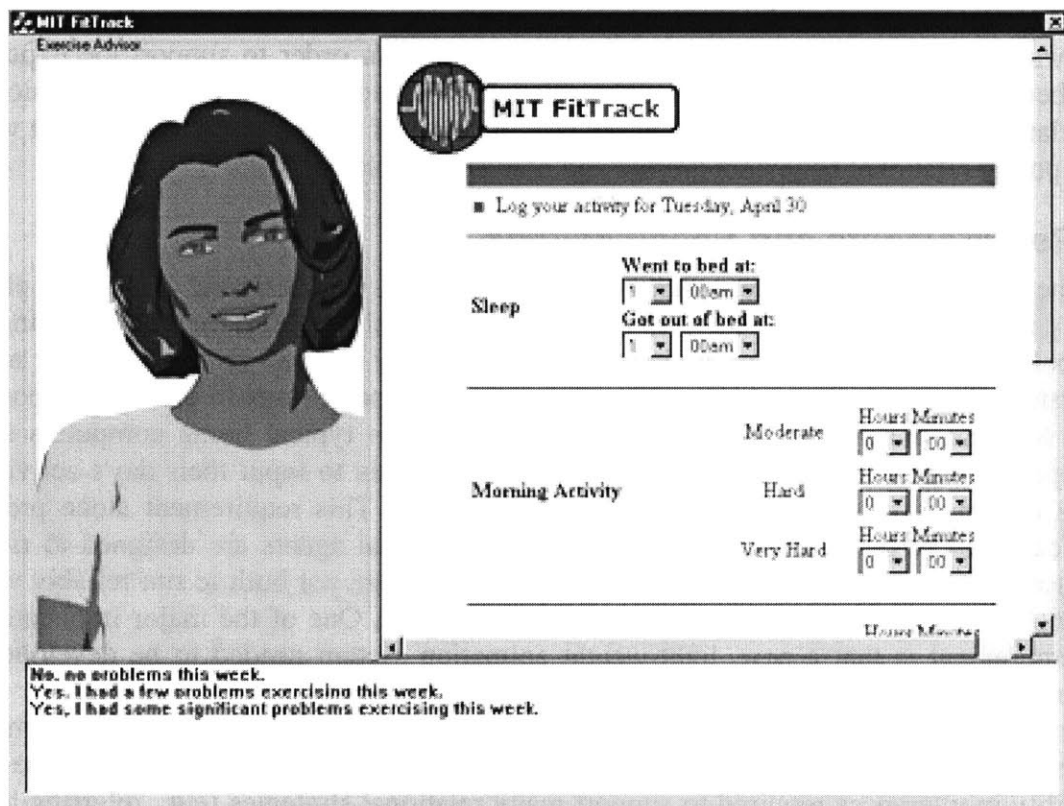 MIT FitTrack
Exercise Advisor
MIT FitTrack
Log your activity for Tuesday, April 30
Went to bed at:
1 00am
Sleep
Got out of bed at:
1 00am
Hours Minutes
Moderate 0 00
Hours Minutes
Morning Activity Hard 0 00
Hours Minutes
Very Hard 0 00
Hours Minutes
No, no problems this week.
Yes, I had a few problems exercising this week.
Yes, I had some significant problems exercising this week.